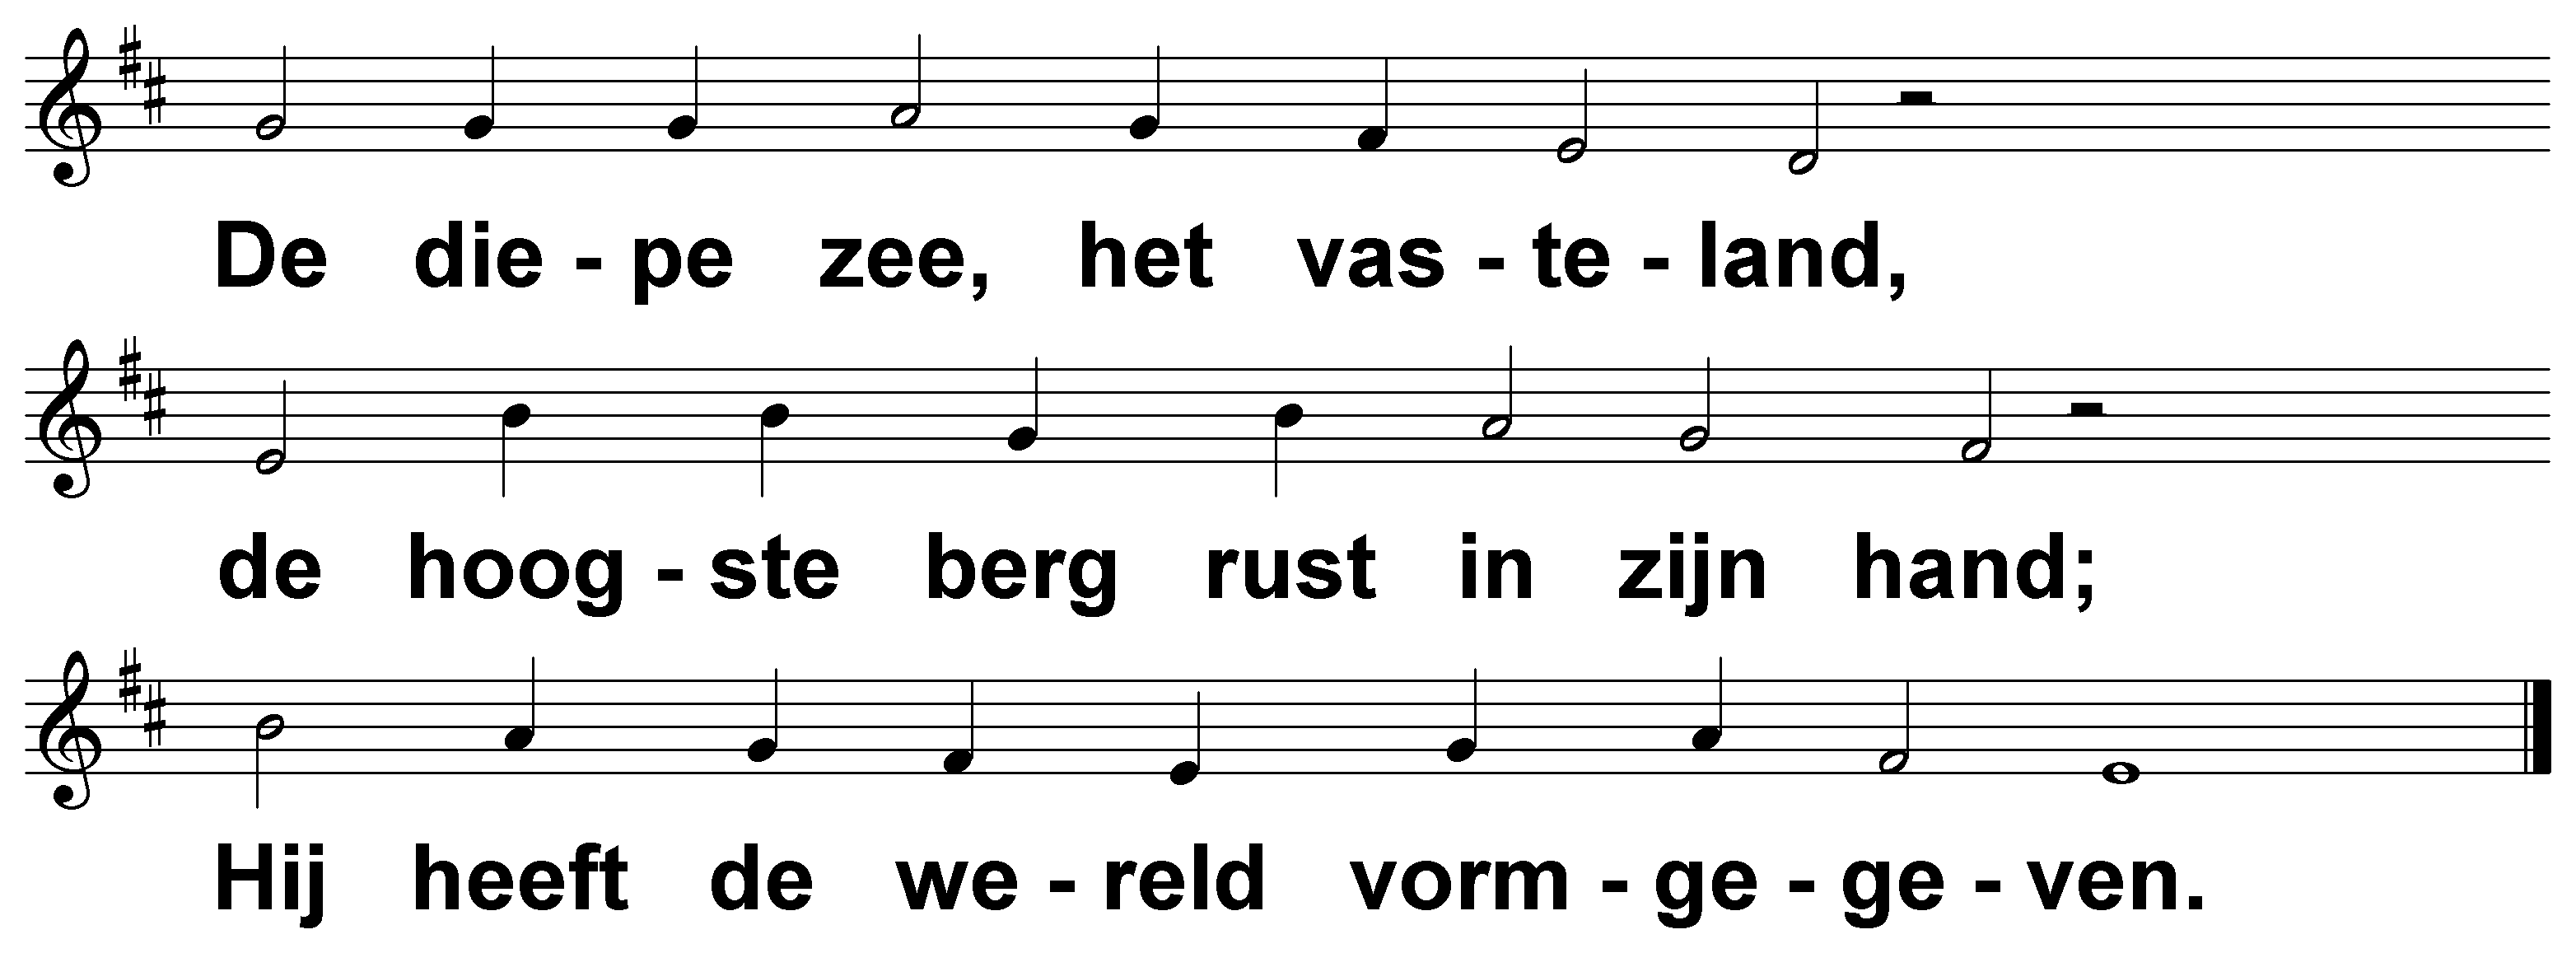 De die - pe zee, het vas - te - land,
de hoog - ste berg rust in zijn hand;
Hij heeft de we - reld vorm - ge - ge - ven.